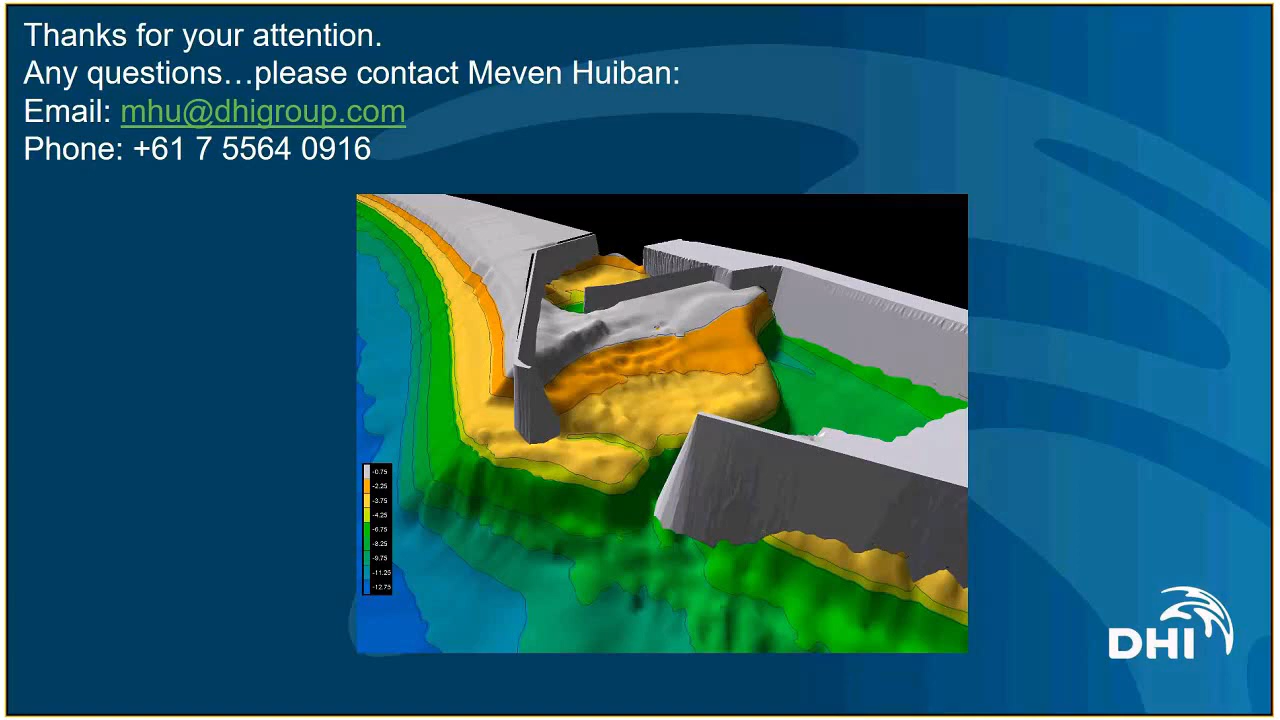 Thanks for your attention.
Any questions…please contact Meven Huiban:
Email: mhu@dhigroup.com
Phone: +61 7 5564 0916
-0.75
-2.25
-3.75
-4.25
-6.75
-8.25
-9.75
-11.25
-12.75
DHI